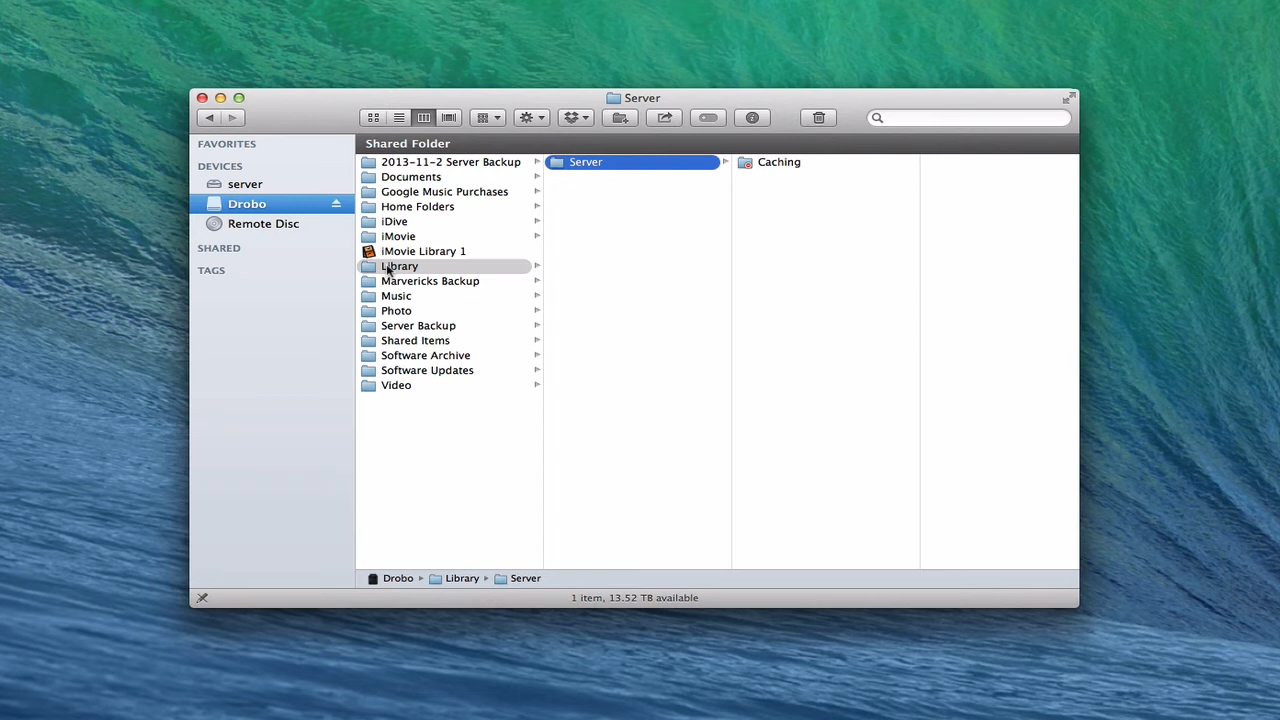 Server
FAVORITES
DEVICES
server
Drobo
Remote Disc
SHARED
TAGS
Shared Folder
2013-11-2 Server Backup
Documents
Google Music Purchases
Home Folders
iDive
iMovie
iMovie Library 1
Library
Marvericks Backup
Music
Photo
Server Backup
Shared Items
Software Archive
Software Updates
Video
Server
Caching
Drobo Library Server
1 item, 13.52 TB available